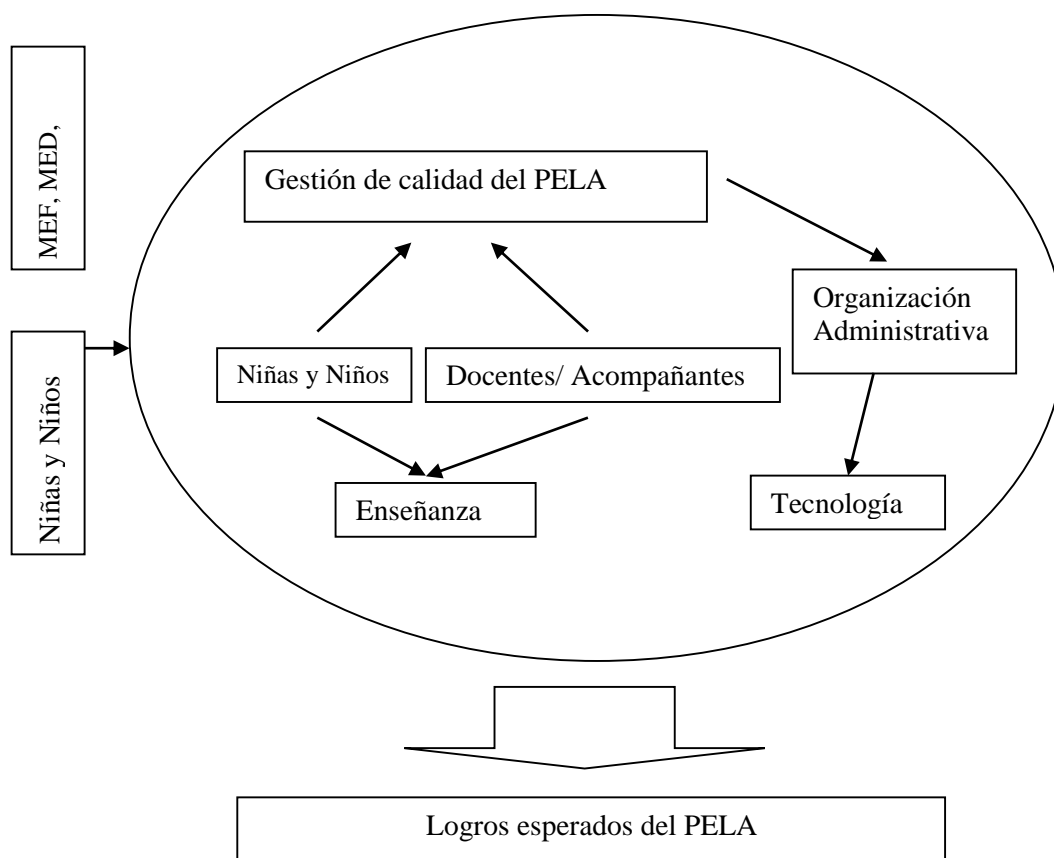 MEF, MED,
Gestión de calidad del PELA
Organización
Administrativa
Niñas y Niños
Niñas y Niños
Docentes/ Acompañantes
Enseñanza
Tecnología
Logros esperados del PELA